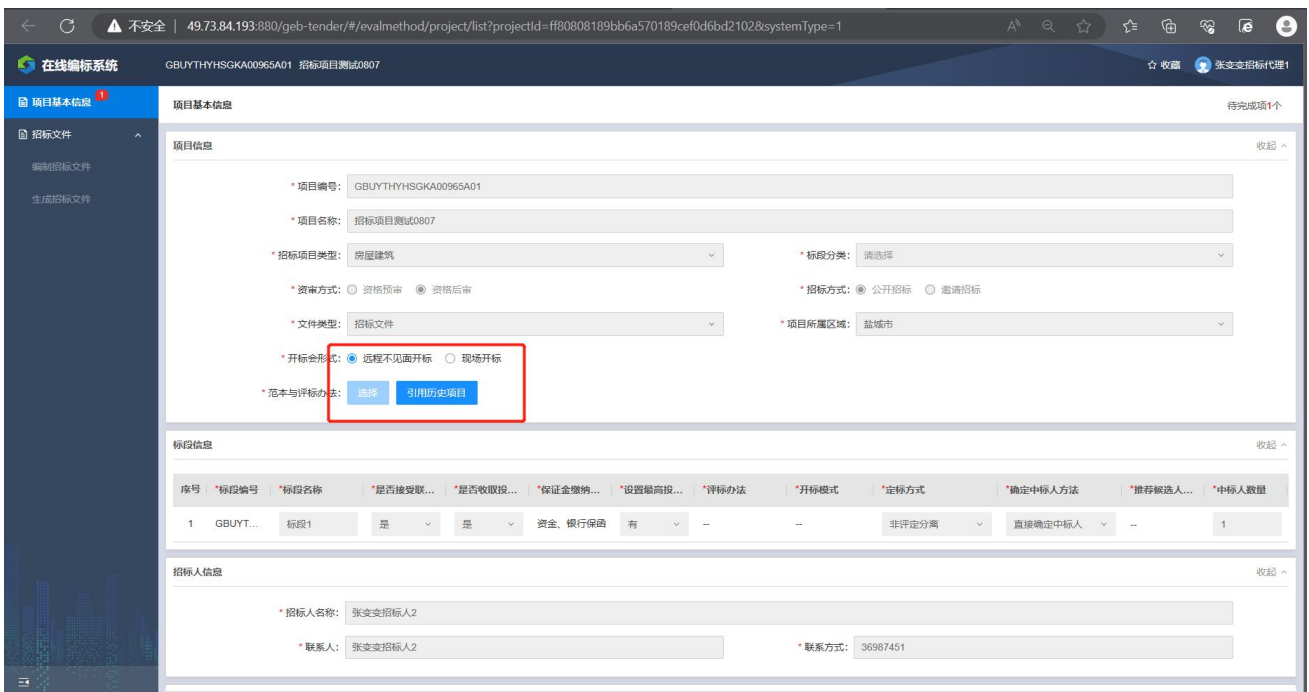 不安全 | 49.73.84.193:880/geb-tender/#/evalmethod/project/list?projectId=ff80808189bb6a570189cef0d6bd2102&systemType=1
在线编标系统 GBUYTHYHSGKA00965A01 招标项目测试0807 收藏 张变变招标代理1
项目基本信息 1 项目基本信息 待完成项1个
招标文件 项目信息 收起
编制招标文件
生成招标文件
*项目编号: GBUYTHYHSGKA00965A01
*项目名称: 招标项目测试0807
*招标项目类型: 房屋建筑 *标段分类: 请选择
*资审方式: 资格预审 资格后审 *招标方式: 公开招标 邀请招标
*文件类型: 招标文件 *项目所属区域: 盐城市
*开标会形式: 远程不见面开标 现场开标
*范本与评标办法: 选择 引用历史项目
标段信息 收起
序号 *标段编号 *标段名称 *是否接受联... *是否收取投... *保证金缴纳... *设置最高投... *评标办法 *开标模式 *定标方式 *确定中标人方法 *推荐候选人... *中标人数量
1 GBUYT... 标段1 是 是 资金、银行保函 有 -- -- 非评定分离 直接确定中标人 -- 1
招标人信息 收起
*招标人名称: 张变变招标人2
*联系人: 张变变招标人2 *联系方式: 36987451